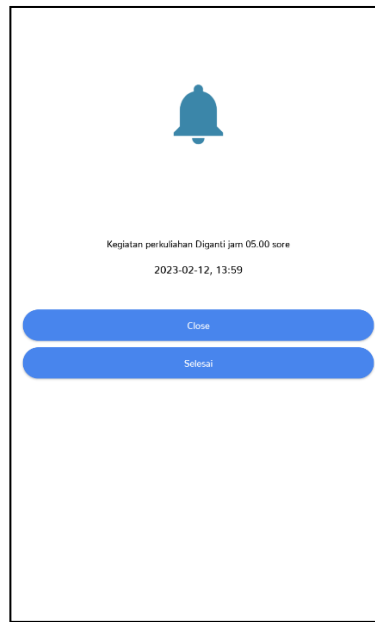 Kegiatan perkuliahan Diganti jam 05.00 sore
2023-02-12, 13:59
Close
Selesai